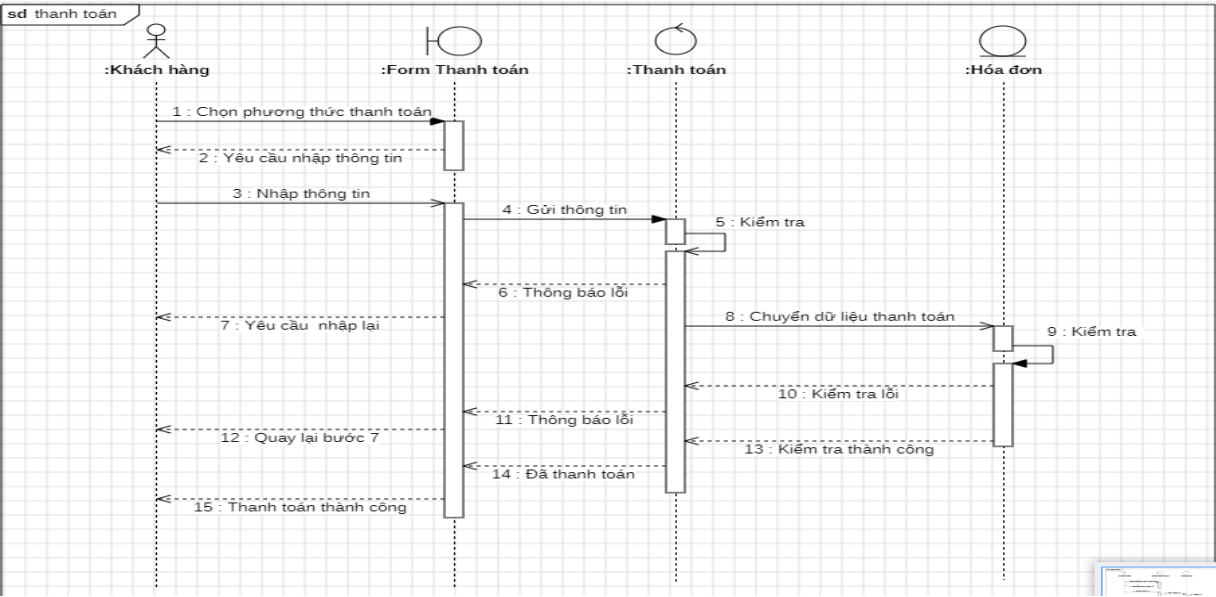 sd thanh toán
:Khách hàng
:Form Thanh toán
:Thanh toán
:Hóa đơn
1 : Chọn phương thức thanh toán
2 : Yêu cầu nhập thông tin
3 : Nhập thông tin
4 : Gửi thông tin
5 : Kiểm tra
6 : Thông báo lỗi
7 : Yêu cầu  nhập lại
8 : Chuyển dữ liệu thanh toán
9 : Kiểm tra
10 : Kiểm tra lỗi
11 : Thông báo lỗi
12 : Quay lại bước 7
13 : Kiểm tra thành công
14 : Đã thanh toán
15 : Thanh toán thành công